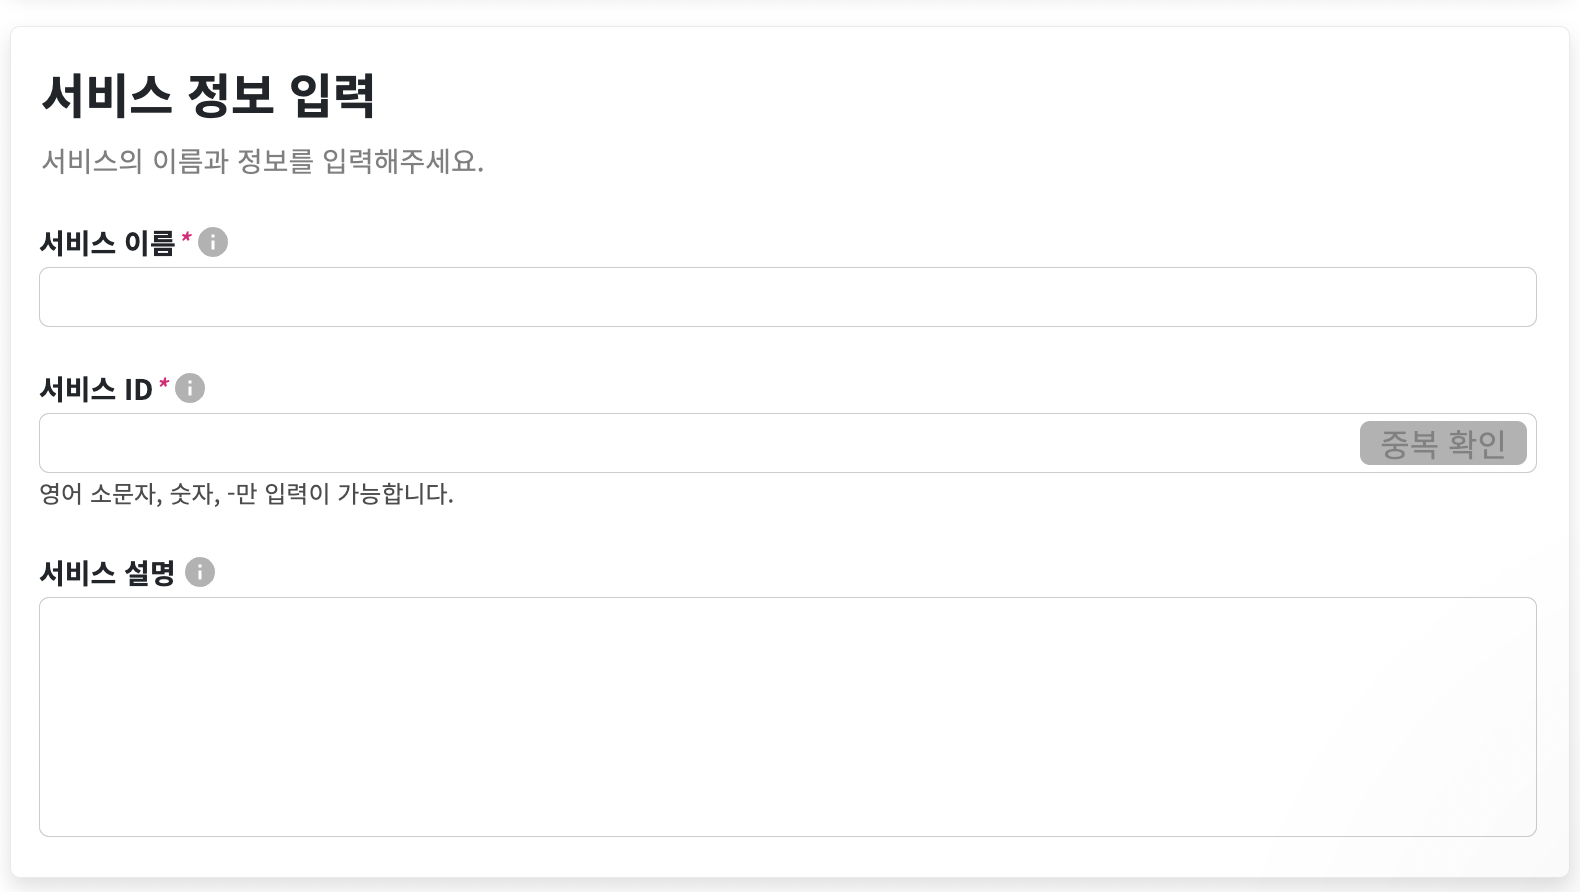 서비스 정보 입력
서비스의 이름과 정보를 입력해주세요.
서비스 이름 *
서비스 ID *
중복 확인
영어 소문자, 숫자, -만 입력이 가능합니다.
서비스 설명